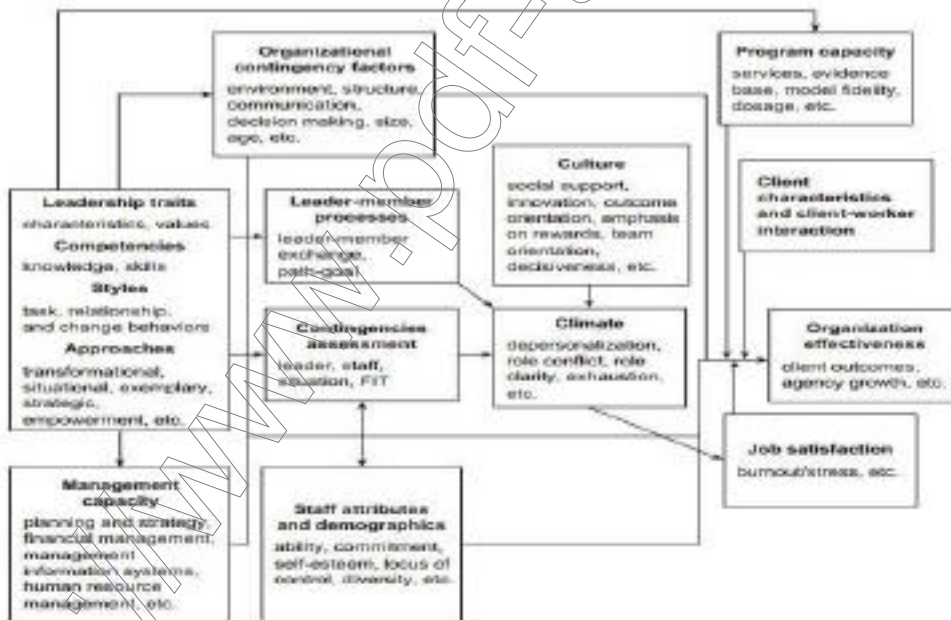 Organizational
contingency factors
environment, structure,
communication,
decision making, size,
age, etc.
Program capacity
services, evidence
base, model fidelity,
dosage, etc.
Culture
social support,
innovation, outcome
orientation, emphasis
on rewards, team
orientation,
decisiveness, etc.
Client
characteristics
and client-worker
interaction
Leadership traits
characteristics, values
Competencies
knowledge, skills
Styles
task, relationship,
and change behaviors
Approaches
transformational,
situational, exemplary,
strategic,
empowerment, etc.
Leader-member
processes
leader-member
exchange,
path-goal
Contingencies
assessment
leader, staff,
situation, FIT
Climate
depersonalization,
role conflict, role
clarity, exhaustion,
etc.
Organization
effectiveness
client outcomes,
agency growth, etc.
Job satisfaction
burnout/stress, etc.
Management
capacity
planning and strategy,
financial management,
management
information systems,
human resource
management, etc.
Staff attributes
and demographics
ability, commitment,
self-esteem, locus of
control, diversity, etc.
://www.pdf-